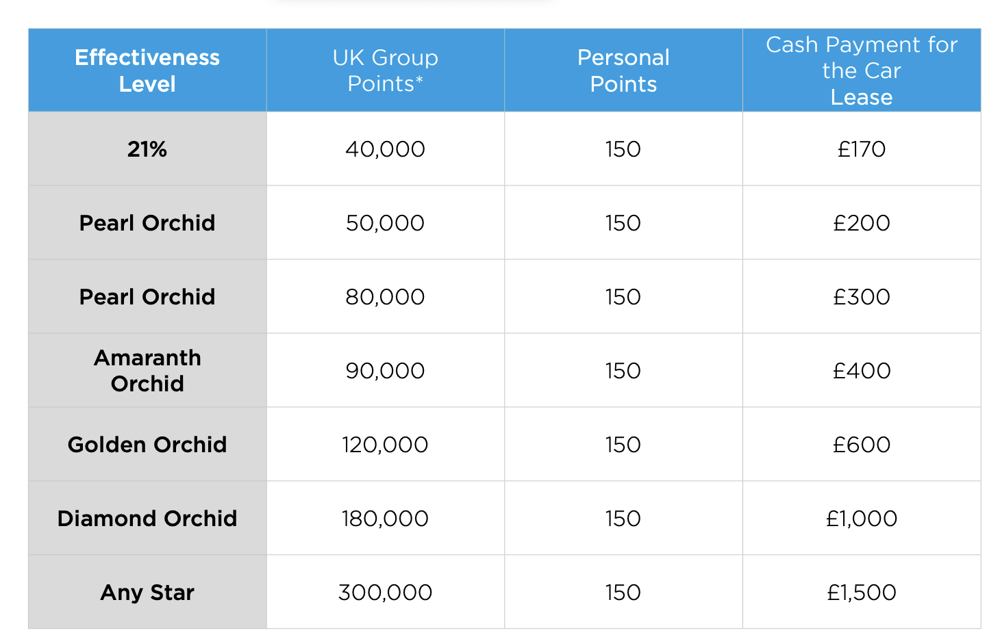 Effectiveness
Level
UK Group
Points*
Personal
Points
Cash Payment for
the Car
Lease
21%
40,000
150
£170
Pearl Orchid
50,000
150
£200
Pearl Orchid
80,000
150
£300
Amaranth
Orchid
90,000
150
£400
Golden Orchid
120,000
150
£600
Diamond Orchid
180,000
150
£1,000
Any Star
300,000
150
£1,500